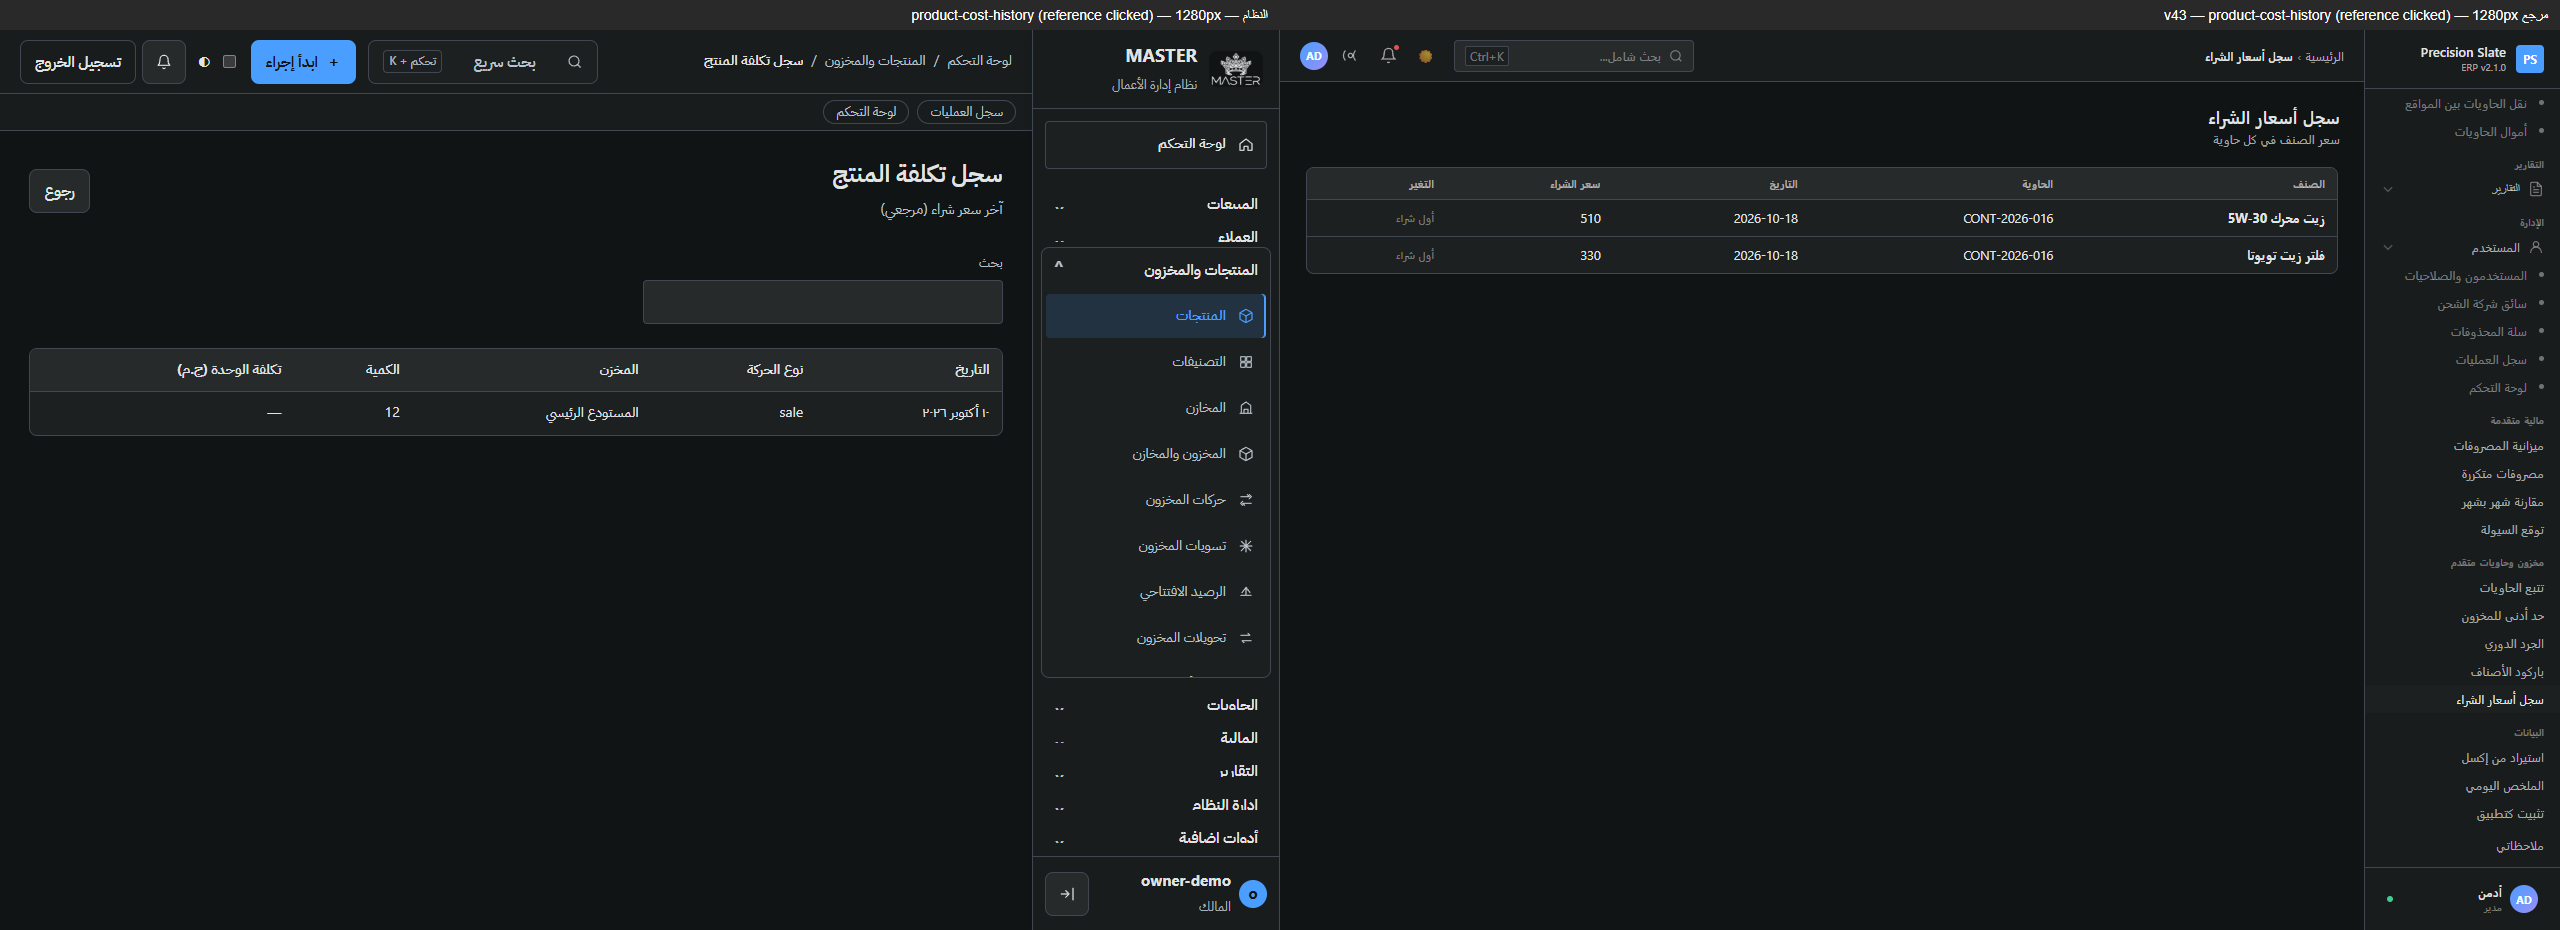 مرجع v43 — product-cost-history (reference clicked) — 1280px
Precision Slate
ERP v2.1.0
PS
نقل الحاويات بين المواقع
أموال الحاويات
التقارير
التقارير
الإدارة
المستخدم
المستخدمون والصلاحيات
سائق شركة الشحن
سلة المحذوفات
سجل العمليات
لوحة التحكم
مالية متقدمة
ميزانية المصروفات
مصروفات متكررة
مقارنة شهر بشهر
توقع السيولة
مخزون وحاويات متقدم
تتبع الحاويات
حد أدنى للمخزون
الجرد الدوري
باركود الأصناف
سجل أسعار الشراء
البيانات
استيراد من إكسل
الملخص اليومي
تثبيت كتطبيق
ملاحظاتي
أدمن
مدير
AD
الرئيسية › سجل أسعار الشراء
بحث شامل...
Ctrl+K
AD
سجل أسعار الشراء
سعر الصنف في كل حاوية
الصنف الحاوية التاريخ سعر الشراء التغير
زيت محرك 5W-30 CONT-2026-016 2026-10-18 510 أول شراء
فلتر زيت تويوتا CONT-2026-016 2026-10-18 330 أول شراء
النظام — product-cost-history (reference clicked) — 1280px
MASTER
MASTER
نظام إدارة الأعمال
لوحة التحكم
المبيعات
العملاء
المنتجات والمخزون
المنتجات
التصنيفات
المخازن
المخزون والمخازن
حركات المخزون
تسويات المخزون
الرصيد الافتتاحي
تحويلات المخزون
الحاويات
المالية
التقارير
إدارة النظام
أدوات إضافية
owner-demo
المالك
o
لوحة التحكم / المنتجات والمخزون / سجل تكلفة المنتج
بحث سريع
تحكم + K
+ ابدأ إجراء
تسجيل الخروج
سجل العمليات
لوحة التحكم
سجل تكلفة المنتج
آخر سعر شراء (مرجعي)
رجوع
بحث
التاريخ نوع الحركة المخزن الكمية تكلفة الوحدة (ج.م)
أكتوبر ٢٠٢٦ sale المستودع الرئيسي 12 —